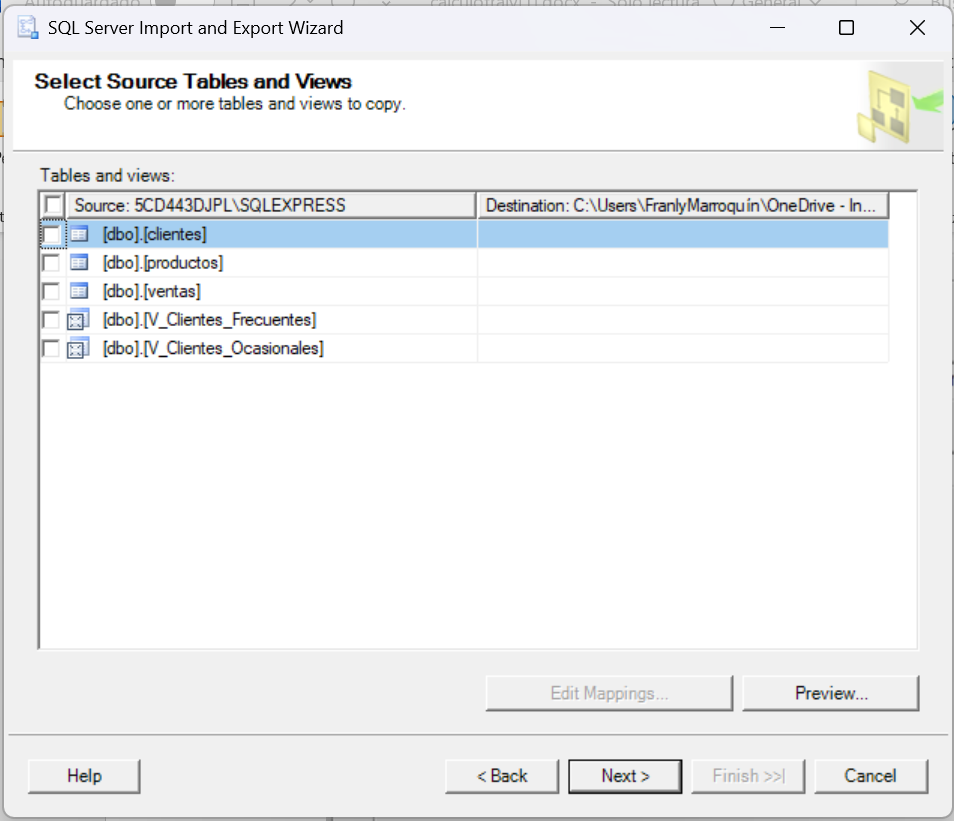 SQL Server Import and Export Wizard
Select Source Tables and Views
Choose one or more tables and views to copy.
Tables and views:
Source: 5CD443DJPL\SQLEXPRESS Destination: C:\Users\FranlyMarroquín\OneDrive - In...
[dbo].[clientes]
[dbo].[productos]
[dbo].[ventas]
[dbo].[V_Clientes_Frecuentes]
[dbo].[V_Clientes_Ocasionales]
Edit Mappings... Preview...
Help < Back Next > Finish >>| Cancel